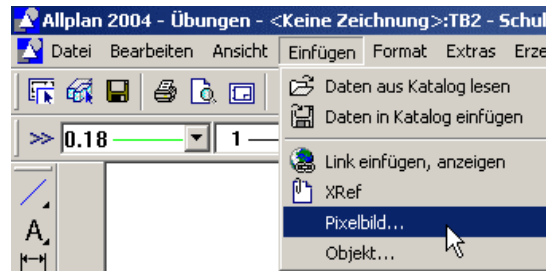 Allplan 2004 - Übungen - <Keine Zeichnung>:TB2 - Schul
Datei Bearbeiten Ansicht Einfügen Format Extras Erze
Daten aus Katalog lesen
Daten in Katalog einfügen
>> 0.18 1
Link einfügen, anzeigen
XRef
A
Pixelbild...
Objekt...